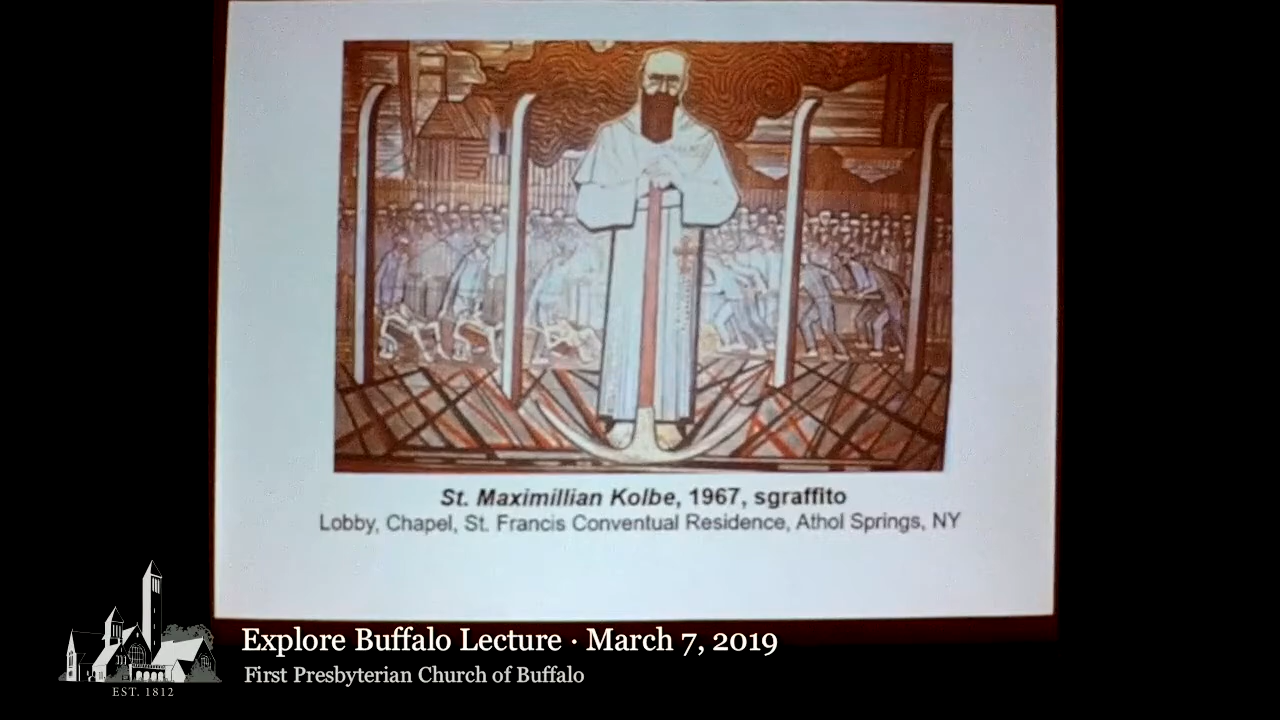 St. Maximillian Kolbe, 1967, sgraffito
Lobby, Chapel, St. Francis Conventual Residence, Athol Springs, NY
Explore Buffalo Lecture · March 7, 2019
First Presbyterian Church of Buffalo
EST. 1812